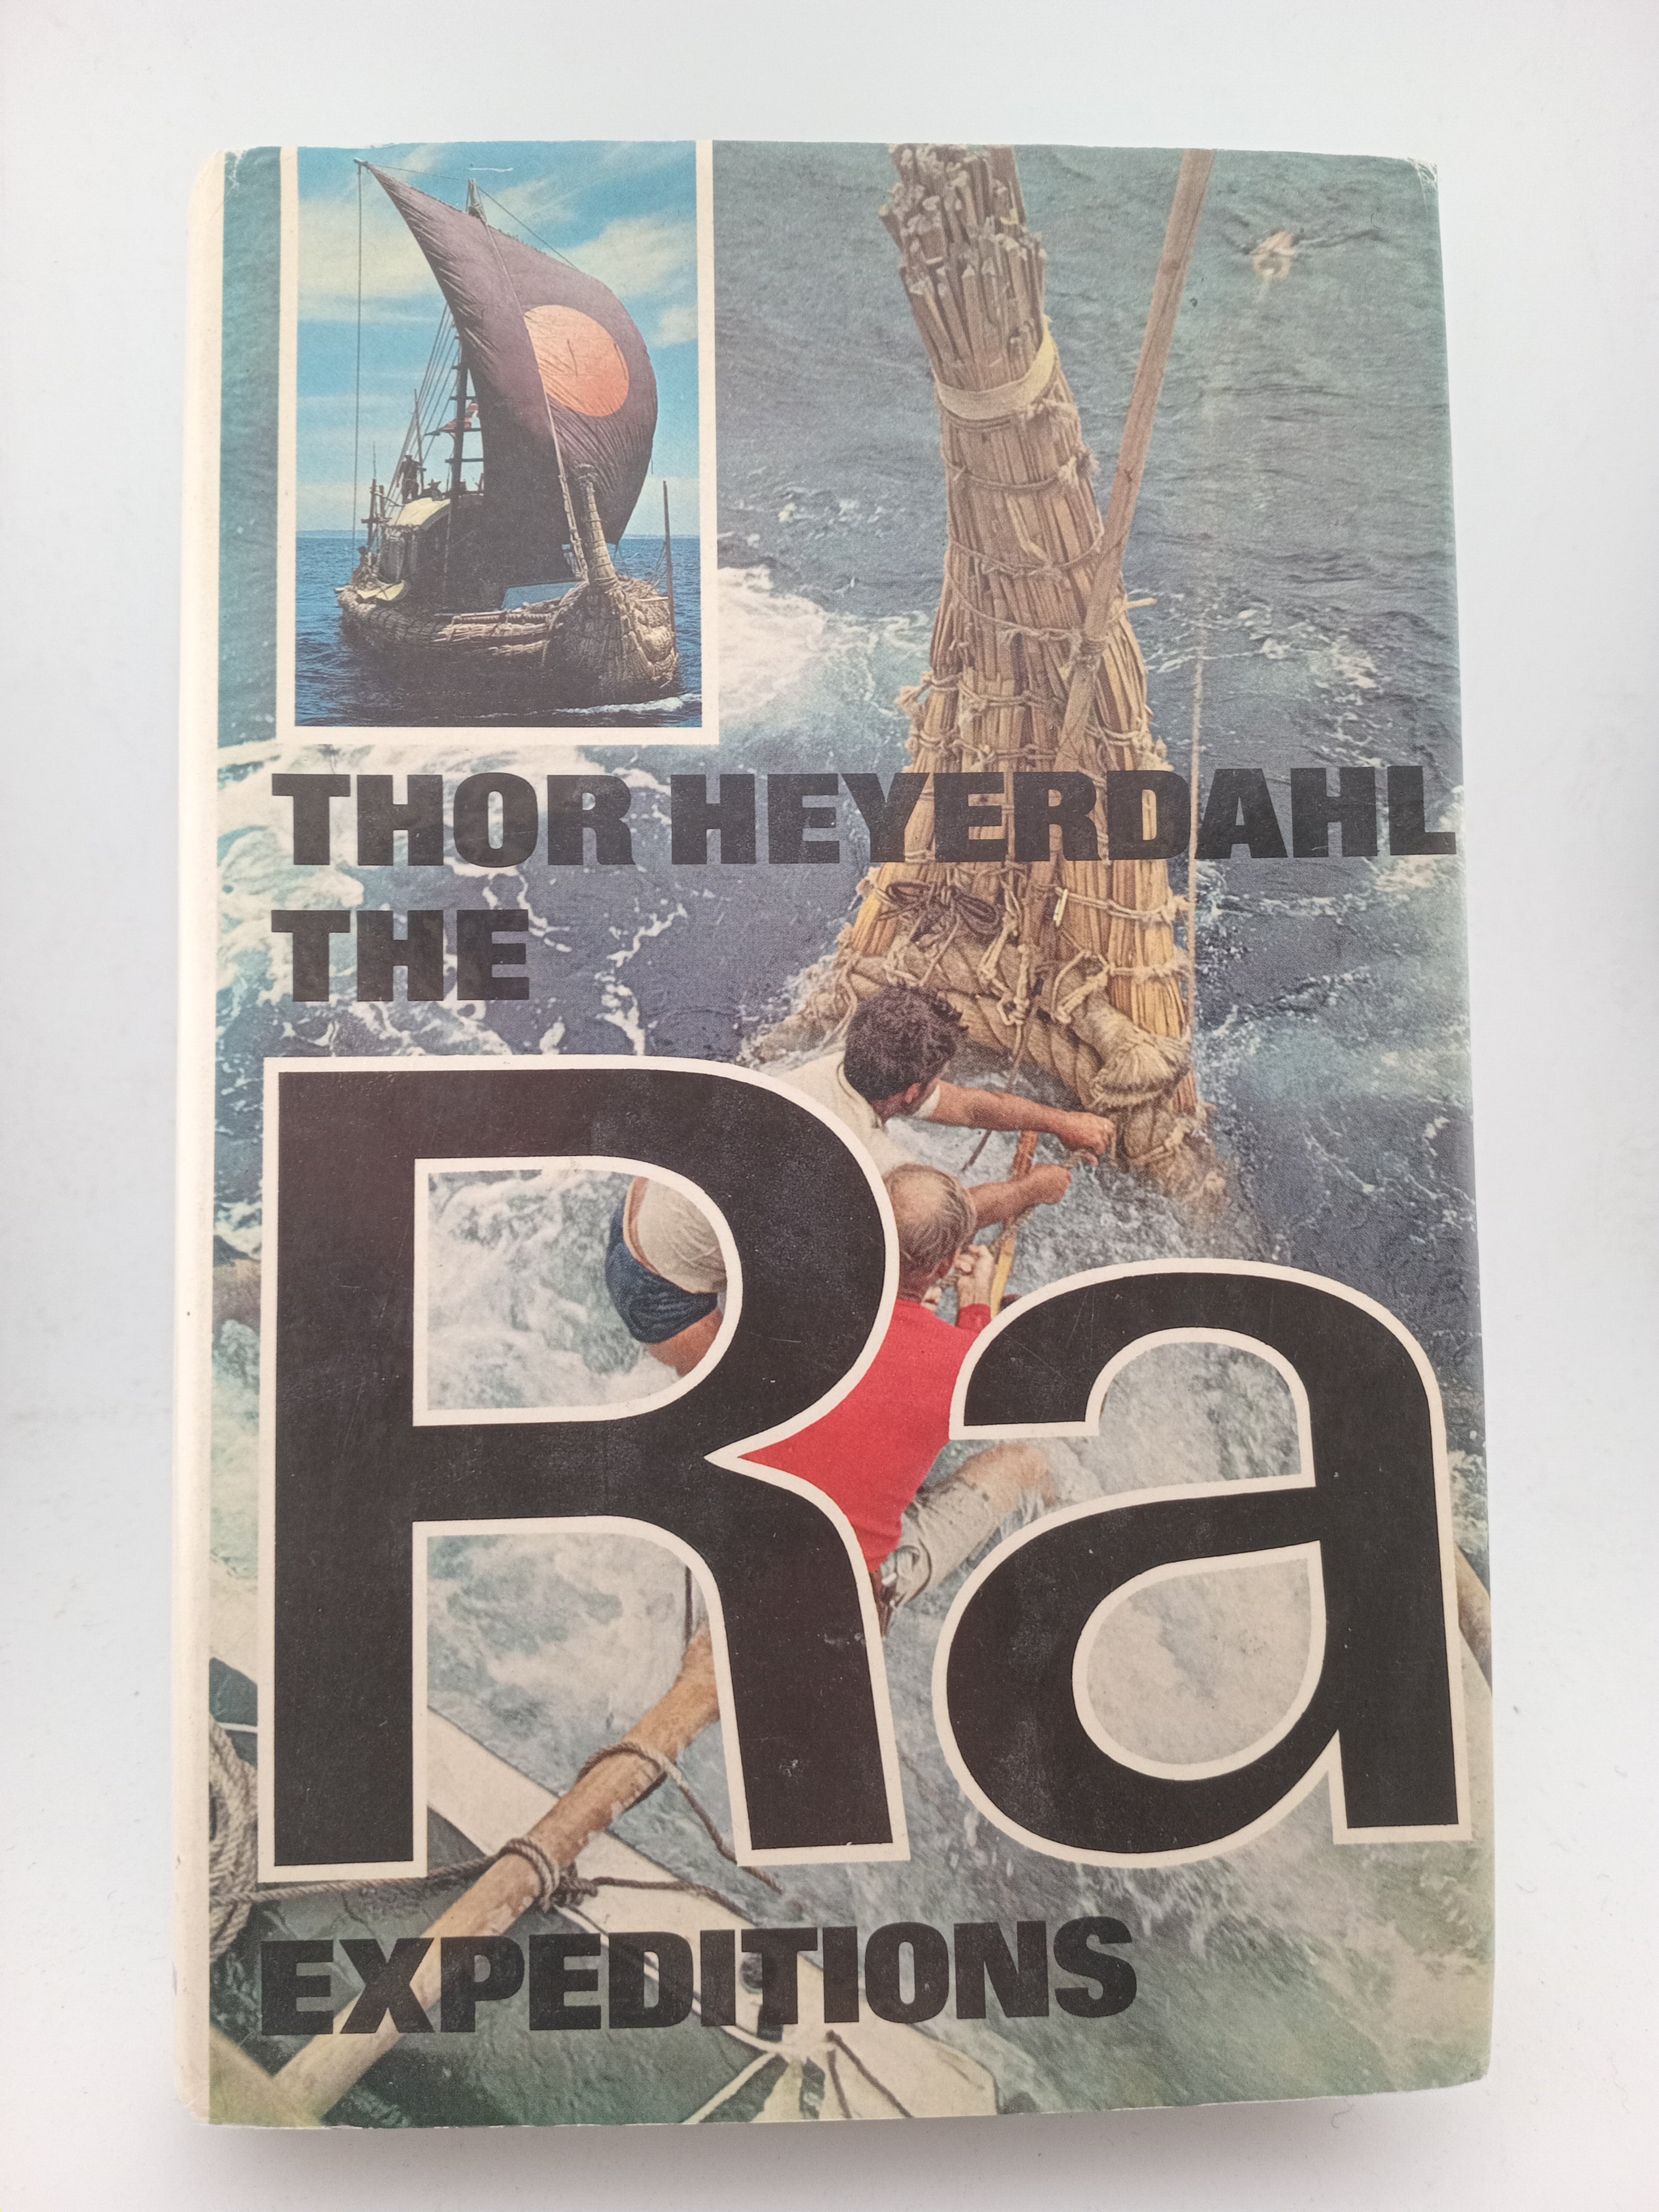 THOR HEYERDAHL
THE
Ra
EXPEDITIONS